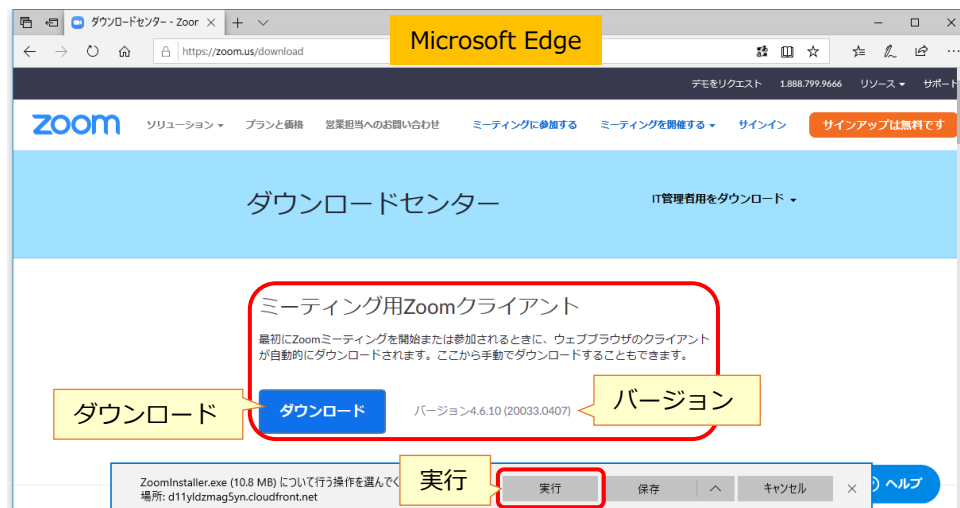 ダウンロードセンター - Zoor
https://zoom.us/download
Microsoft Edge
デモをリクエスト 1.888.799.9666 リソース サポート
zoom ソリューション プランと価格 営業担当へのお問い合わせ ミーティングに参加する ミーティングを開催する サインイン サインアップは無料です
ダウンロードセンター IT管理者用をダウンロード
ミーティング用Zoomクライアント
最初にZoomミーティングを開始または参加されるときに、ウェブブラウザのクライアント
が自動的にダウンロードされます。ここから手動でダウンロードすることもできます。
ダウンロード ダウンロード バージョン4.6.10 (20033.0407) バージョン
ZoomInstaller.exe (10.8 MB) について行う操作を選んでく
場所: d11yldzmag5yn.cloudfront.net
実行 実行 保存 キャンセル
ヘルプ